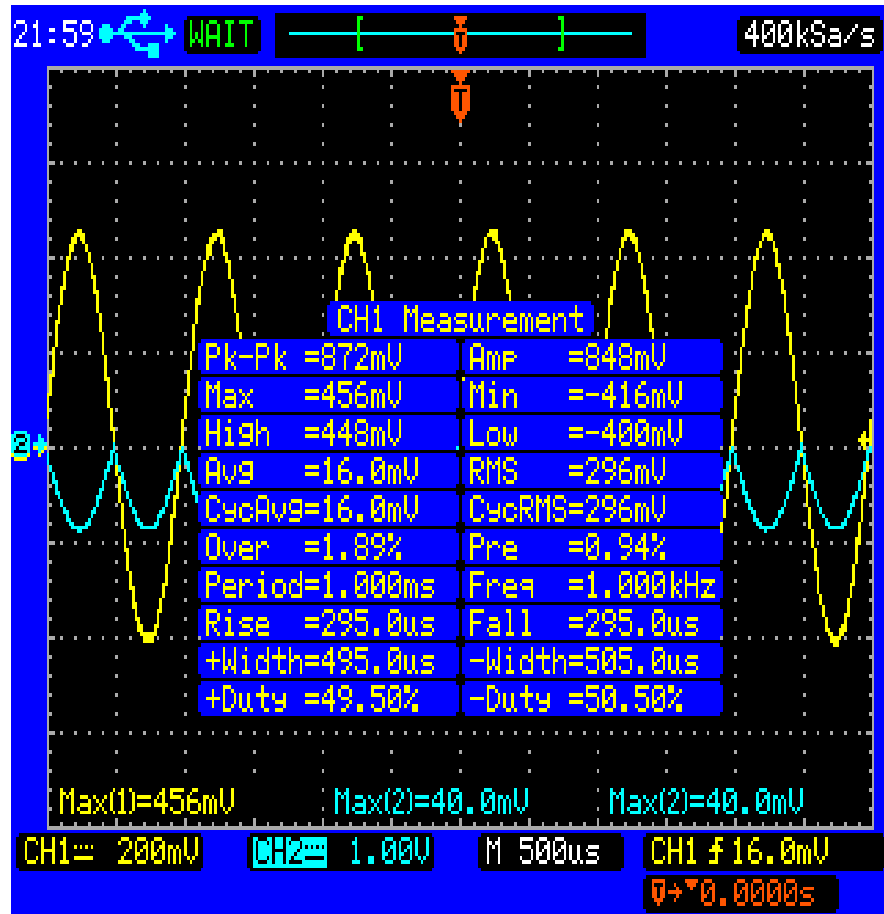 21:59 WAIT T 400kSa/s
T
CH1 Measurement
Pk-Pk =872mV Amp =848mV
Max =456mV Min =-416mV
High =448mV Low =-400mV
Avg =16.0mV RMS =296mV
CycAvg=16.0mV CycRMS=296mV
Over =1.89% Pre =0.94%
Period=1.000ms Freq =1.000kHz
Rise =295.0us Fall =295.0us
+Width=495.0us -Width=505.0us
+Duty =49.50% -Duty =50.50%
2
Max(1)=456mV Max(2)=40.0mV Max(2)=40.0mV
CH1 200mV CH2 1.00V M 500us CH1 16.0mV
0.0000s